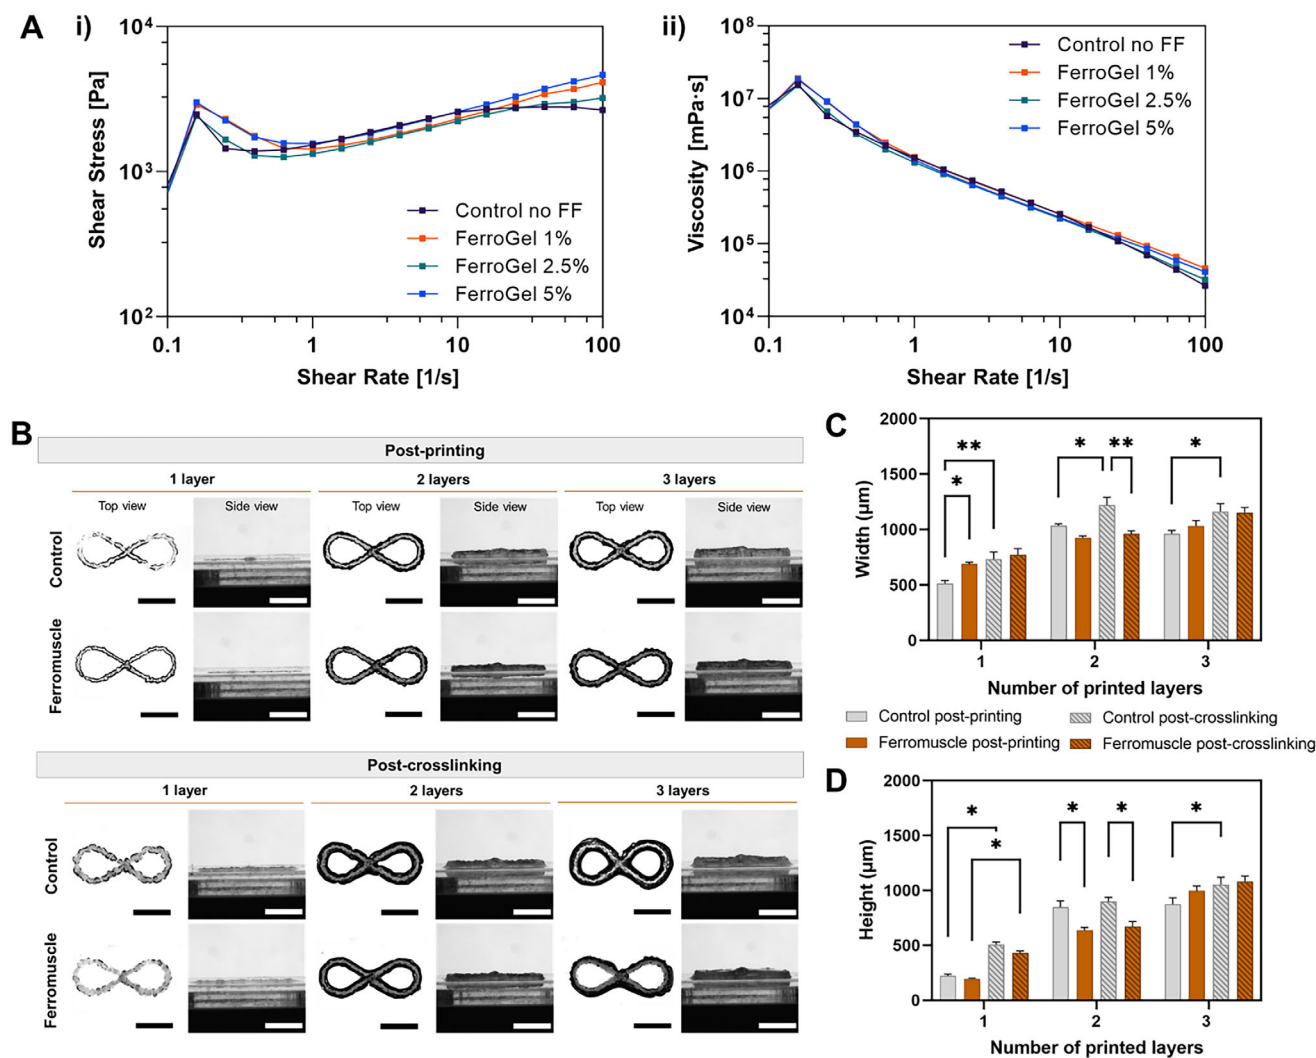 A
i)
10⁴
10³
10²
Shear Stress [Pa]
Control no FF
FerroGel 1%
FerroGel 2.5%
FerroGel 5%
0.1 1 10 100
Shear Rate [1/s]
ii)
10⁸
10⁷
10⁶
10⁵
10⁴
Viscosity [mPa·s]
Control no FF
FerroGel 1%
FerroGel 2.5%
FerroGel 5%
0.1 1 10 100
Shear Rate [1/s]
B
Post-printing
1 layer 2 layers 3 layers
Top view Side view Top view Side view Top view Side view
Control
Ferromuscle
Post-crosslinking
1 layer 2 layers 3 layers
Control
Ferromuscle
C
2000
1500
1000
500
0
Width (μm)
** * * ** *
1 2 3
Number of printed layers
Control post-printing
Control post-crosslinking
Ferromuscle post-printing
Ferromuscle post-crosslinking
D
2000
1500
1000
500
0
Height (μm)
* * * * *
1 2 3
Number of printed layers